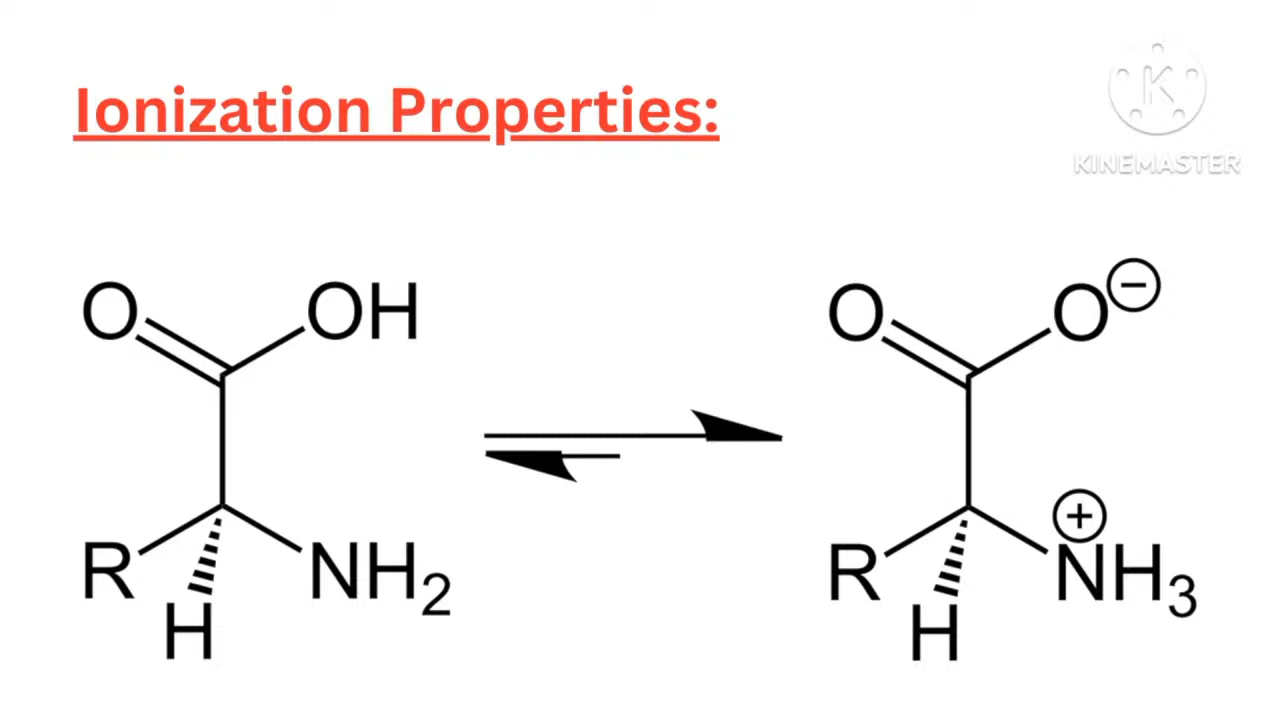 Ionization Properties:
K
KINEMASTER
O OH O⊖
R NH₂ R ⊕NH₃
H H